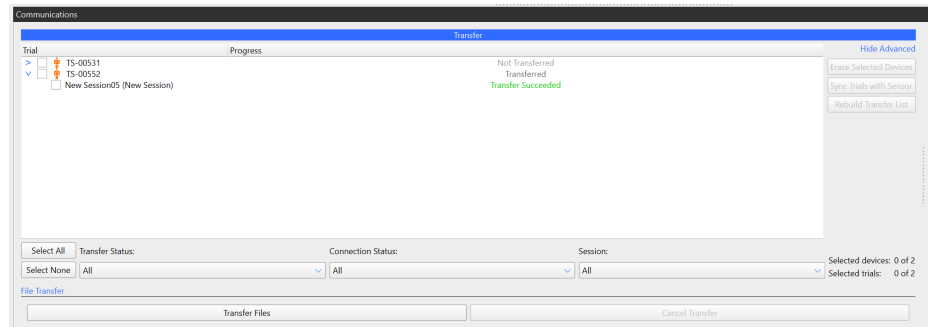 Communications
Transfer
Trial Progress Hide Advanced
> TS-00531 Not Transferred
Erase Selected Devices
v TS-00552 Transferred
New Session05 (New Session) Transfer Succeeded
Sync Trials with Sensor
Rebuild Transfer List
Select All Transfer Status: Connection Status: Session:
Selected devices: 0 of 2
Select None All All All
Selected trials: 0 of 2
File Transfer
Transfer Files Cancel Transfer